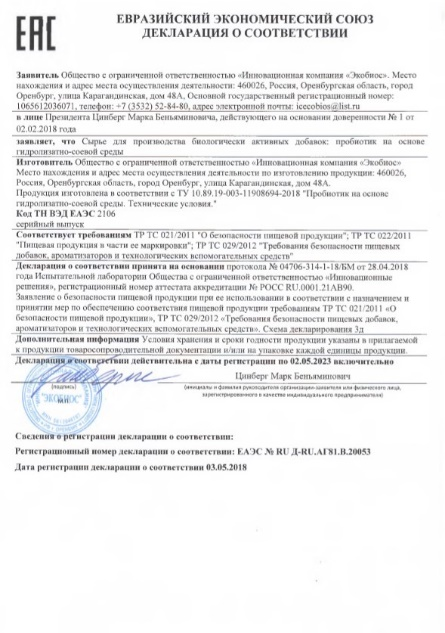 ЕАС
ЕВРАЗИЙСКИЙ ЭКОНОМИЧЕСКИЙ СОЮЗ
ДЕКЛАРАЦИЯ О СООТВЕТСТВИИ
Заявитель Общество с ограниченной ответственностью «Инновационная компания «Экобиос». Место
нахождения и адрес места осуществления деятельности: 460026, Россия, Оренбургская область, город
Оренбург, улица Карагандинская, дом 48А, Основной государственный регистрационный номер:
1065612036071, телефон: +7 (3532) 52-84-80, адрес электронной почты: icecobios@list.ru
в лице Президента Цинберг Марка Беньяминовича, действующего на основании доверенности № 1 от
02.02.2018 года
заявляет, что Сырье для производства биологически активных добавок: пробиотик на основе
гидролизатно-соевой среды
Изготовитель Общество с ограниченной ответственностью «Инновационная компания «Экобиос»
Место нахождения и адрес места осуществления деятельности по изготовлению продукции: 460026,
Россия, Оренбургская область, город Оренбург, улица Карагандинская, дом 48А.
Продукция изготовлена в соответствии с ТУ 10.89.19-003-11908694-2018 "Пробиотик на основе
гидролизатно-соевой среды. Технические условия."
Код ТН ВЭД ЕАЭС 2106
серийный выпуск
Соответствует требованиям ТР ТС 021/2011 "О безопасности пищевой продукции"; ТР ТС 022/2011
"Пищевая продукция в части ее маркировки"; ТР ТС 029/2012 "Требования безопасности пищевых
добавок, ароматизаторов и технологических вспомогательных средств"
Декларация о соответствии принята на основании протокола № 04706-314-1-18/БМ от 28.04.2018
года Испытательной лаборатории Общества с ограниченной ответственностью «Инновационные
решения», регистрационный номер аттестата аккредитации № РОСС RU.0001.21АВ90.
Заявление о безопасности пищевой продукции при ее использовании в соответствии с назначением и
принятии мер по обеспечению соответствия пищевой продукции требованиям ТР ТС 021/2011 «О
безопасности пищевой продукции», ТР ТС 029/2012 «Требования безопасности пищевых добавок,
ароматизаторов и технологических вспомогательных средств». Схема декларирования 3д
Дополнительная информация Условия хранения и сроки годности продукции указаны в прилагаемой
к продукции товаросопроводительной документации и/или на упаковке каждой единицы продукции.
Декларация о соответствии действительна с даты регистрации по 02.05.2023 включительно
Цинберг Марк Беньяминович
(подпись)
(инициалы и фамилия руководителя организации-заявителя или физического лица,
зарегистрированного в качестве индивидуального предпринимателя)
"ЭКОБИОС"
Сведения о регистрации декларации о соответствии:
Регистрационный номер декларации о соответствии: ЕАЭС № RU Д-RU.АГ81.В.20053
Дата регистрации декларации о соответствии 03.05.2018